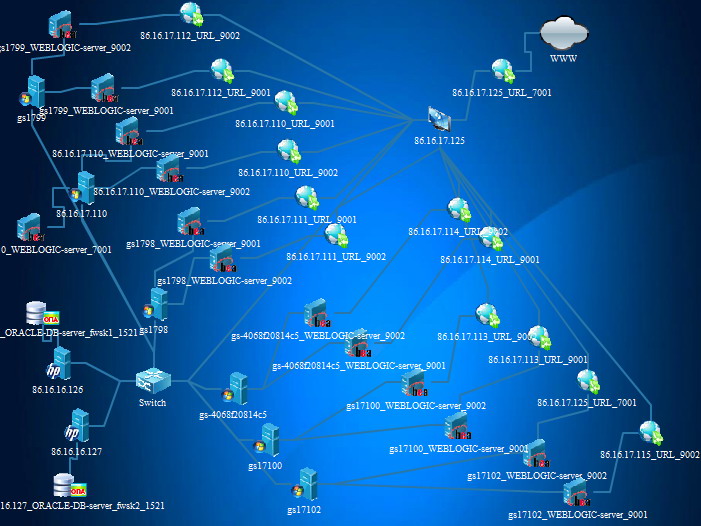 86.16.17.112_URL_9002
gs1799_WEBLOGIC-server_9002
WWW
86.16.17.112_URL_9001
86.16.17.125_URL_7001
gs1799_WEBLOGIC-server_9001
gs1799
86.16.17.110_URL_9001
86.16.17.125
86.16.17.110_WEBLOGIC-server_9001
86.16.17.110_URL_9002
86.16.17.110_WEBLOGIC-server_9002
86.16.17.110
86.16.17.111_URL_9001
86.16.17.114_URL_9002
gs1798_WEBLOGIC-server_9001
0_WEBLOGIC-server_7001
86.16.17.111_URL_9002
86.16.17.114_URL_9001
gs1798_WEBLOGIC-server_9002
gs1798
_ORACLE-DB-server_fwsk1_1521
gs-4068f20814c5_WEBLOGIC-server_9002
86.16.17.113_URL_9002
86.16.17.113_URL_9001
gs-4068f20814c5_WEBLOGIC-server_9001
86.16.16.126
Switch
86.16.17.125_URL_7001
gs17100_WEBLOGIC-server_9002
gs-4068f20814c5
86.16.16.127
gs17100_WEBLOGIC-server_9001
86.16.17.115_URL_9002
gs17100
gs17102_WEBLOGIC-server_9002
16.127_ORACLE-DB-server_fwsk2_1521
gs17102
gs17102_WEBLOGIC-server_9001